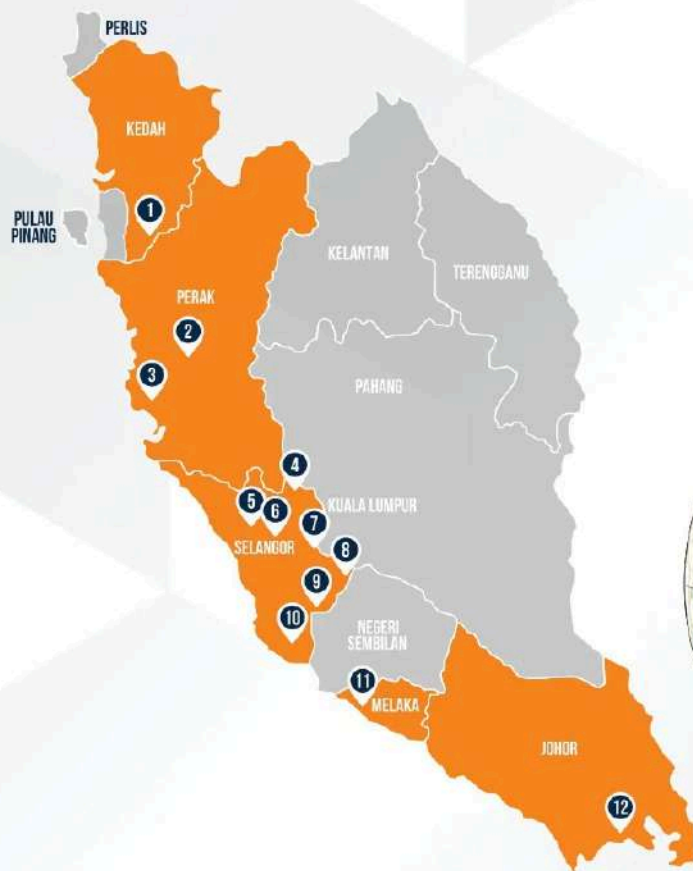 PERLIS
KEDAH
1
PULAU
PINANG
KELANTAN
TERENGGANU
PERAK
2
3
PAHANG
4
5
6
KUALA LUMPUR
7
SELANGOR
8
9
10
NEGERI
SEMBILAN
11
MELAKA
JOHOR
12